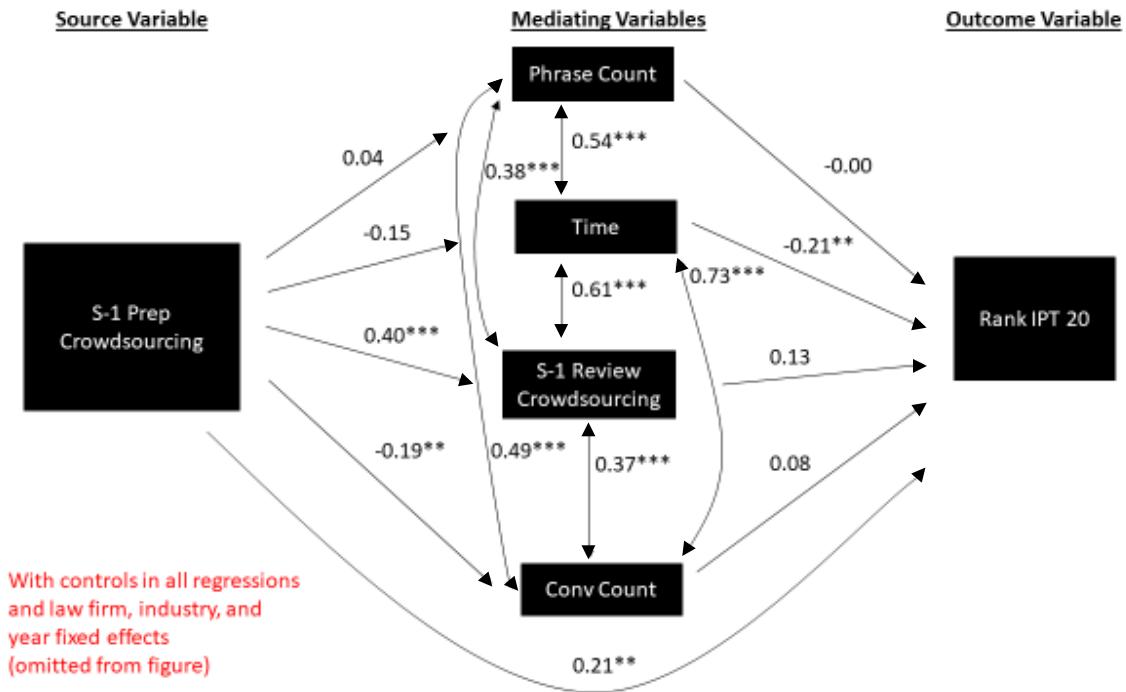 Source Variable
Mediating Variables
Outcome Variable
Phrase Count
0.54***
0.04
0.38***
-0.00
Time
-0.15
-0.21**
0.73***
0.61***
S-1 Prep
Crowdsourcing
Rank IPT 20
0.40***
S-1 Review
Crowdsourcing
0.13
-0.19**
0.49***
0.37***
0.08
Conv Count
With controls in all regressions
and law firm, industry, and
year fixed effects
(omitted from figure)
0.21**